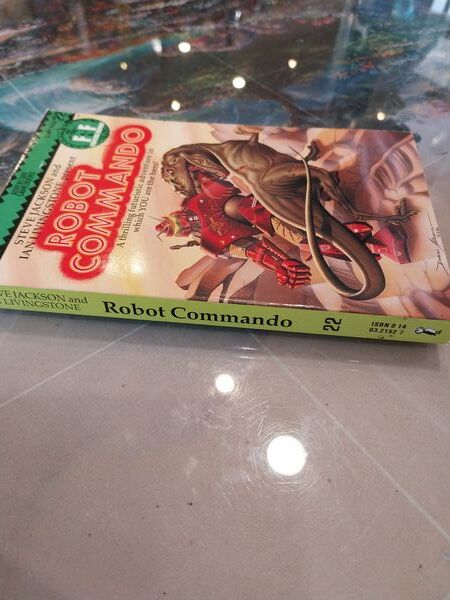 STEVE JACKSON and
IAN LIVINGSTONE present
ROBOT
COMMANDO
A thrilling futuristic adventure in
which YOU are the hero!
FF
VE JACKSON and
LIVINGSTONE
Robot Commando
22
ISBN 0 14
03.2152 7